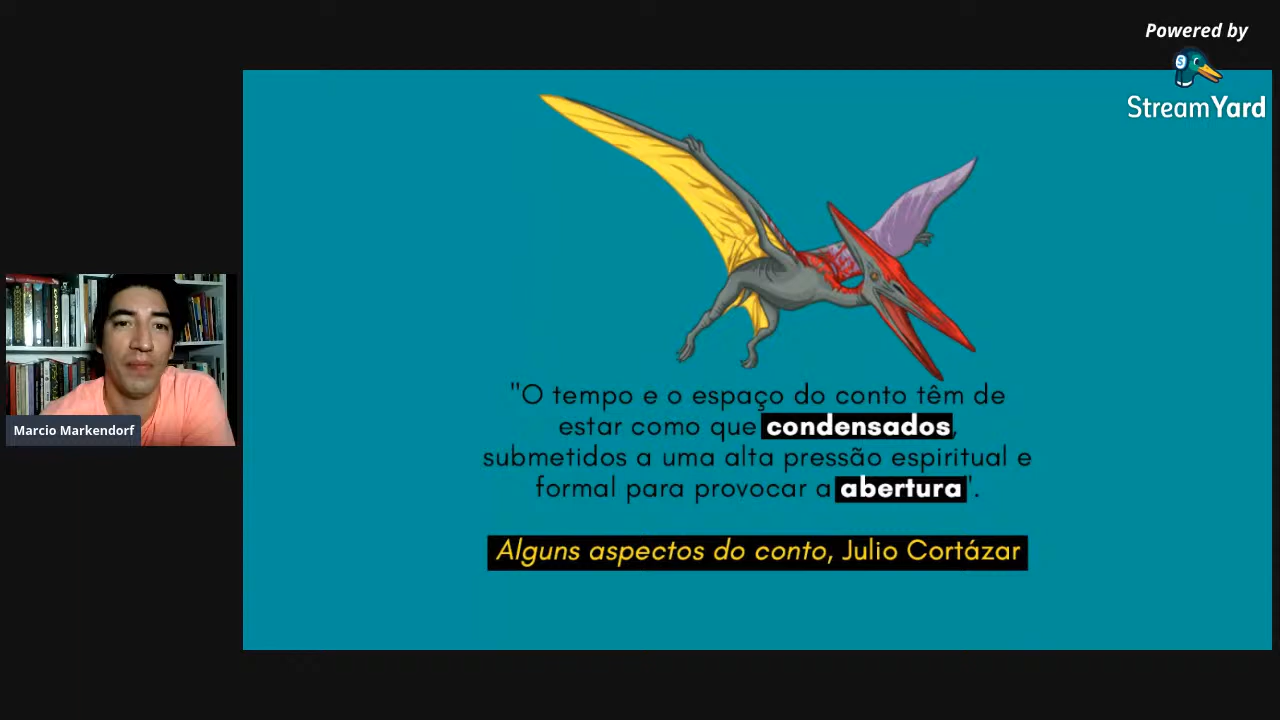 Powered by
StreamYard
"O tempo e o espaço do conto têm de
estar como que condensados,
submetidos a uma alta pressão espiritual e
formal para provocar a abertura".
Alguns aspectos do conto, Julio Cortázar
Marcio Markendorf